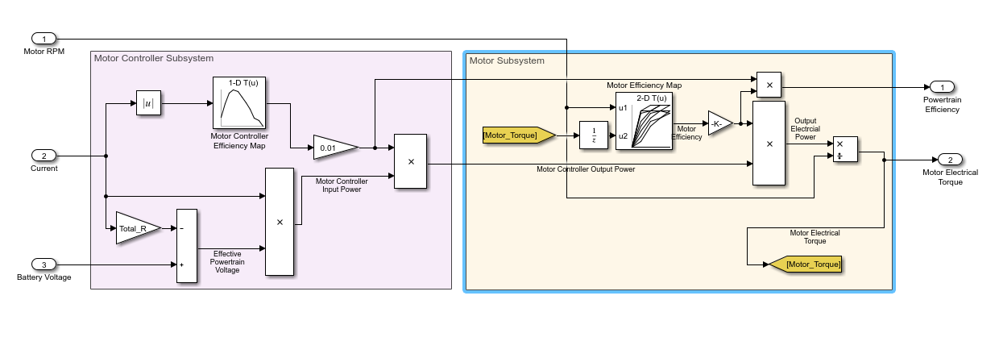 1
Motor RPM
Motor Controller Subsystem
Motor Subsystem
|u|
1-D T(u)
Motor Controller
Efficiency Map
0.01
×
Motor Efficiency Map
2-D T(u)
u1
u2
[Motor_Torque]
1
z
Motor
Efficiency
-K-
×
1
Powertrain
Efficiency
2
Current
Motor Controller
Input Power
Motor Controller Output Power
×
Output
Electrcial
Power
×
÷
2
Motor Electrical
Torque
Total_R
−
+
×
Effective
Powertrain
Voltage
3
Battery Voltage
Motor Electrical
Torque
[Motor_Torque]